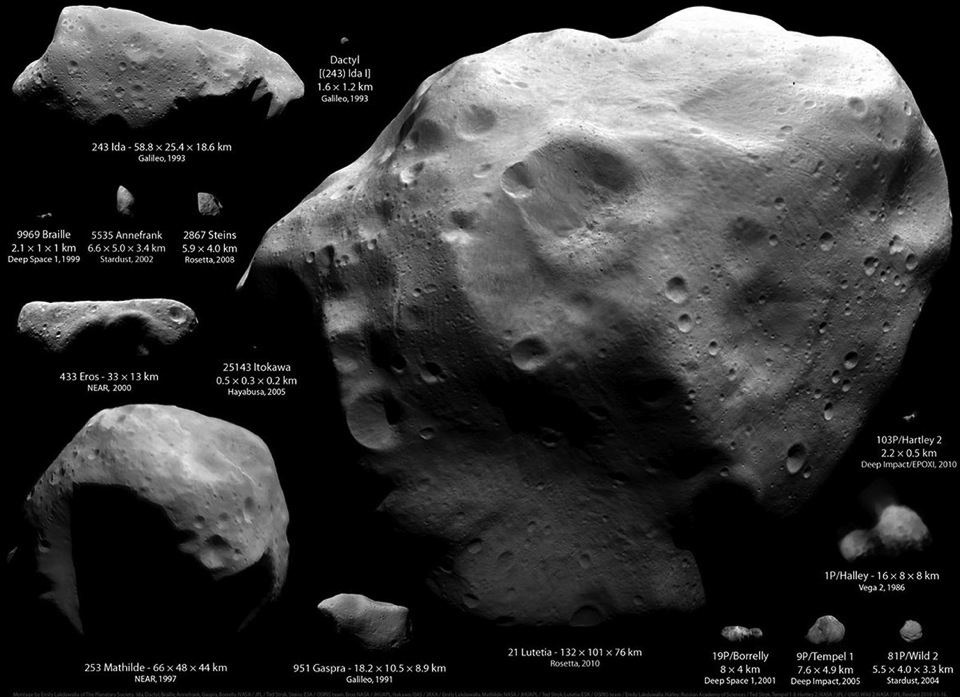 Dactyl
[(243) Ida I]
1.6 × 1.2 km
Galileo, 1993
243 Ida - 58.8 × 25.4 × 18.6 km
Galileo, 1993
9969 Braille
2.1 × 1 × 1 km
Deep Space 1, 1999
5535 Annefrank
6.6 × 5.0 × 3.4 km
Stardust, 2002
2867 Steins
5.9 × 4.0 km
Rosetta, 2008
433 Eros - 33 × 13 km
NEAR, 2000
25143 Itokawa
0.5 × 0.3 × 0.2 km
Hayabusa, 2005
103P/Hartley 2
2.2 × 0.5 km
Deep Impact/EPOXI, 2010
1P/Halley - 16 × 8 × 8 km
Vega 2, 1986
253 Mathilde - 66 × 48 × 44 km
NEAR, 1997
951 Gaspra - 18.2 × 10.5 × 8.9 km
Galileo, 1991
21 Lutetia - 132 × 101 × 76 km
Rosetta, 2010
19P/Borrelly
8 × 4 km
Deep Space 1, 2001
9P/Tempel 1
7.6 × 4.9 km
Deep Impact, 2005
81P/Wild 2
5.5 × 4.0 × 3.3 km
Stardust, 2004